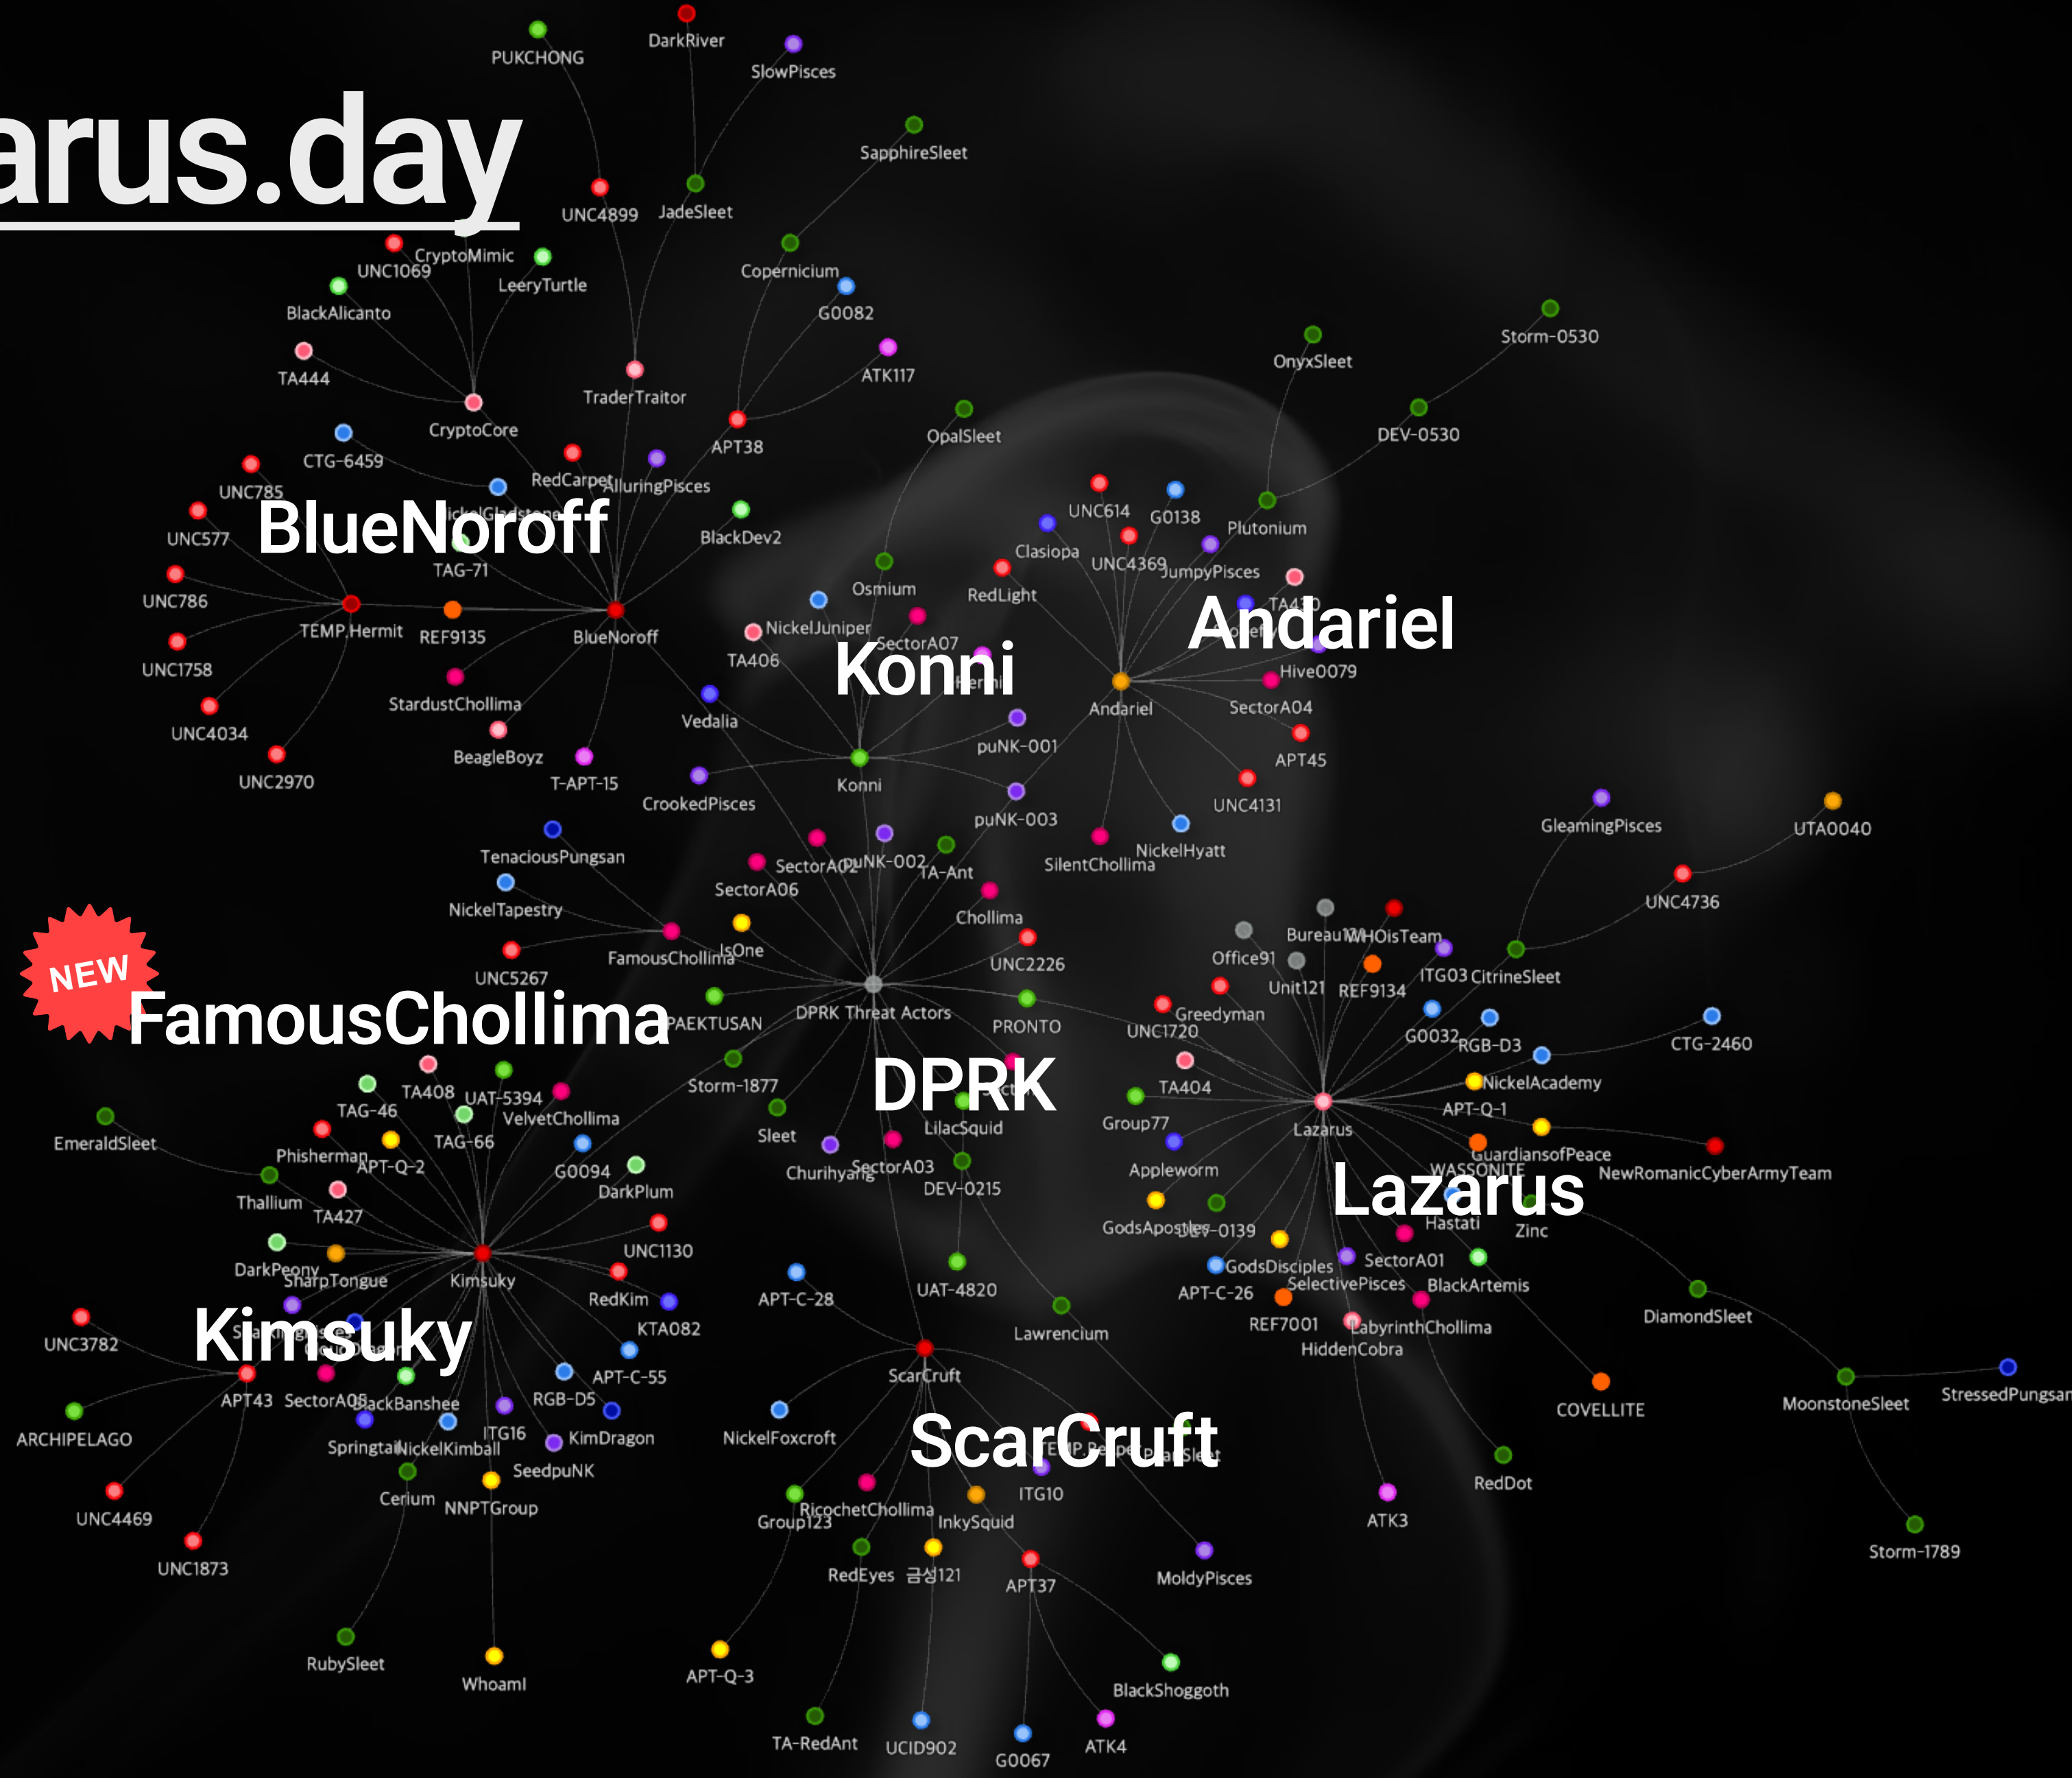 PUKCHONG
DarkRiver
SlowPisces
arus.day
SapphireSleet
UNC4899
JadeSleet
CryptoMimic
UNC1069
LeeryTurtle
Copernicium
BlackAlicanto
G0082
Storm-0530
OnyxSleet
TA444
TraderTraitor
ATK117
CryptoCore
APT38
OpalSleet
DEV-0530
CTG-6459
RedCarpet
AlluringPisces
UNC785
UNC614
G0138
BlueNoroff
Plutonium
UNC577
BlackDev2
Clasiopa
UNC4369
JumpyPisces
TAG-71
Osmium
RedLight
UNC786
TEMP.Hermit
REF9135
BlueNoroff
NickelJuniper
SectorA07
Andariel
UNC1758
TA406
Konni
Hive0079
StardustChollima
Vedalia
Andariel
SectorA04
UNC4034
BeagleBoyz
puNK-001
APT45
UNC2970
T-APT-15
CrookedPisces
Konni
puNK-003
UNC4131
GleamingPisces
UTA0040
TenaciousPungsan
SectorA02
puNK-002
TA-Ant
SilentChollima
NickelHyatt
SectorA06
NickelTapestry
Chollima
UNC4736
FamousChollima
IsOne
UNC2226
Office91
WHOisTeam
NEW
UNC5267
Unit121
REF9134
ITG03
CitrineSleet
FamousChollima
PAEKTUSAN
DPRK Threat Actors
PRONTO
UNC1720
Greedyman
G0032
RGB-D3
CTG-2460
Storm-1877
DPRK
TA404
NickelAcademy
TA408
UAT-5394
TAG-46
VelvetChollima
APT-Q-1
EmeraldSleet
TAG-66
Sleet
LilacSquid
Group77
Lazarus
Phisherman
APT-Q-2
G0094
Churihyang
SectorA03
Appleworm
GuardiansofPeace
WASSONITE
NewRomanicCyberArmyTeam
Thallium
TA427
DarkPlum
DEV-0215
Lazarus
GodsApostles
DEV-0139
Hastati
Zinc
DarkPeony
SharpTongue
Kimsuky
UNC1130
GodsDisciples
SectorA01
RedKim
APT-C-28
UAT-4820
APT-C-26
SelectivePisces
BlackArtemis
Kimsuky
UNC3782
KTA082
Lawrencium
REF7001
LabyrinthChollima
HiddenCobra
DiamondSleet
APT43
SectorA05
BlackBanshee
RGB-D5
APT-C-55
ScarCruft
StressedPungsan
ARCHIPELAGO
Springtail
NickelKimball
ITG16
KimDragon
NickelFoxcroft
ScarCruft
COVELLITE
MoonstoneSleet
Cerium
NNPTGroup
SeedpuNK
ITG10
RedDot
UNC4469
Group123
RicochetChollima
InkySquid
ATK3
UNC1873
RedEyes
금성121
APT37
MoldyPisces
Storm-1789
RubySleet
WhoamI
APT-Q-3
BlackShoggoth
TA-RedAnt
UCID902
G0067
ATK4